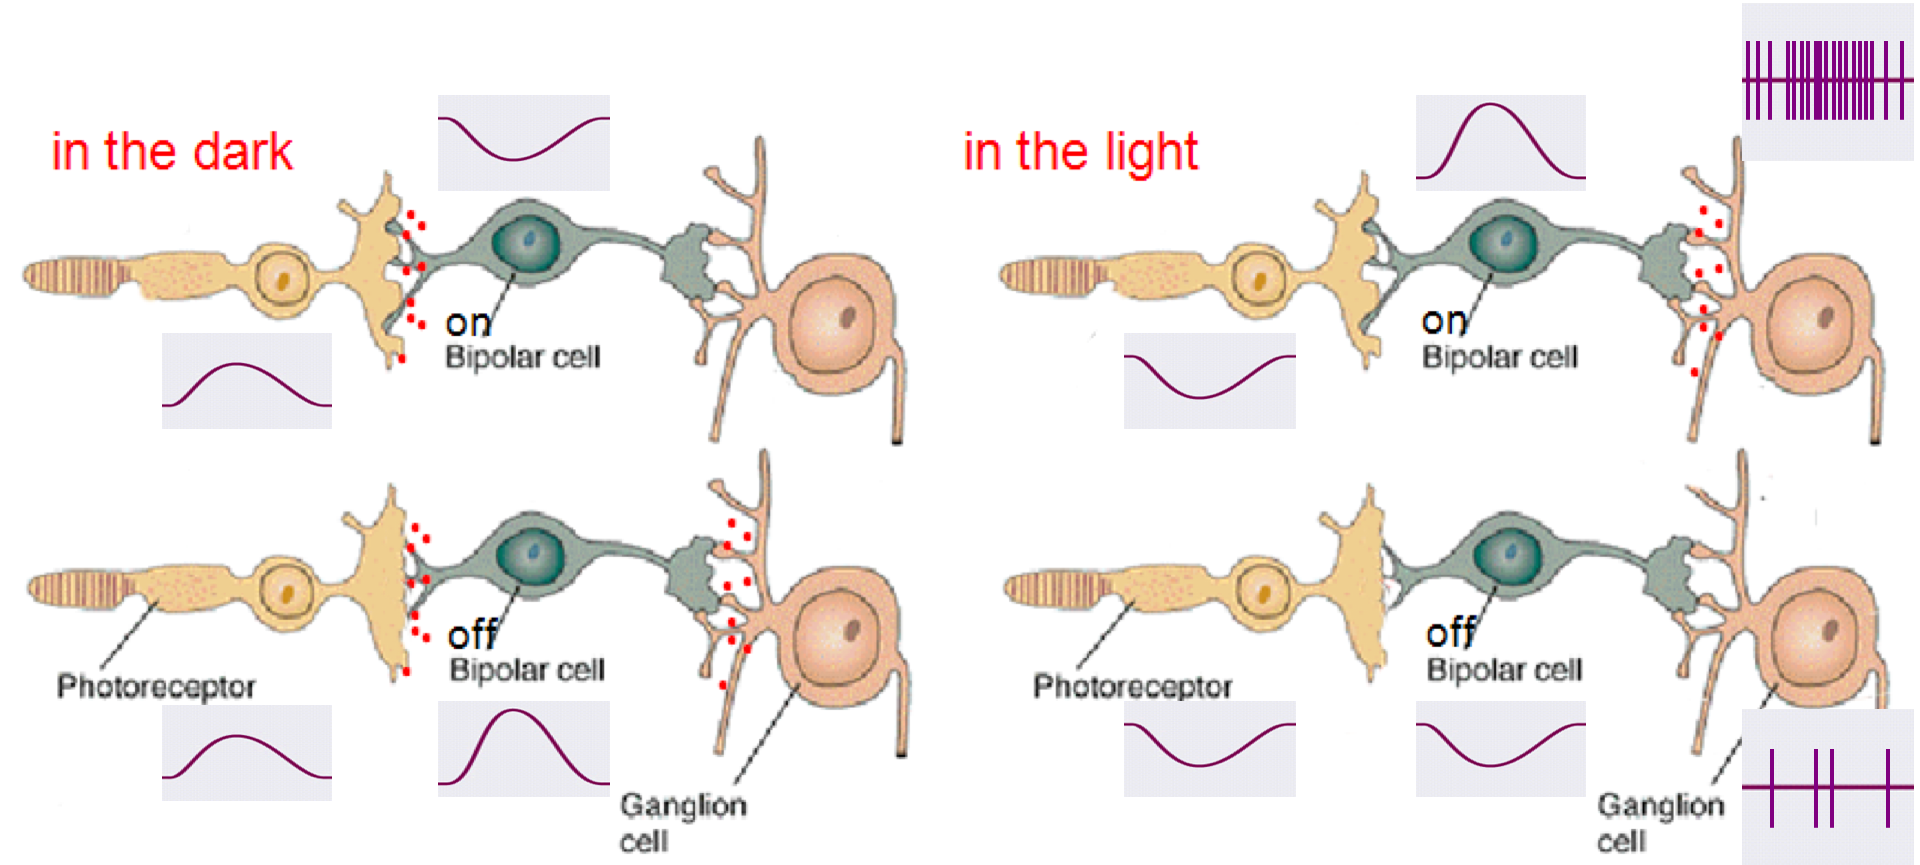 in the dark
on
Bipolar cell
off
Bipolar cell
Photoreceptor
Ganglion
cell
in the light
on
Bipolar cell
off
Bipolar cell
Photoreceptor
Ganglion
cell